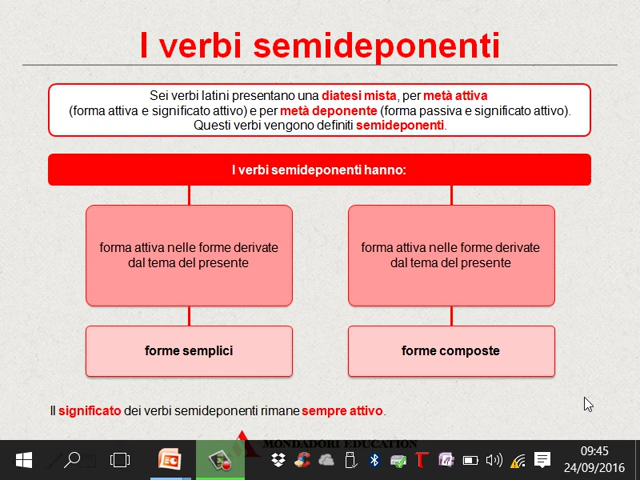 I verbi semideponenti
Sei verbi latini presentano una diatesi mista, per metà attiva
(forma attiva e significato attivo) e per metà deponente (forma passiva e significato attivo).
Questi verbi vengono definiti semideponenti.
I verbi semideponenti hanno:
forma attiva nelle forme derivate
dal tema del presente
forma attiva nelle forme derivate
dal tema del presente
forme semplici
forme composte
Il significato dei verbi semideponenti rimane sempre attivo.
MONDADORI EDUCATION
09:45
24/09/2016